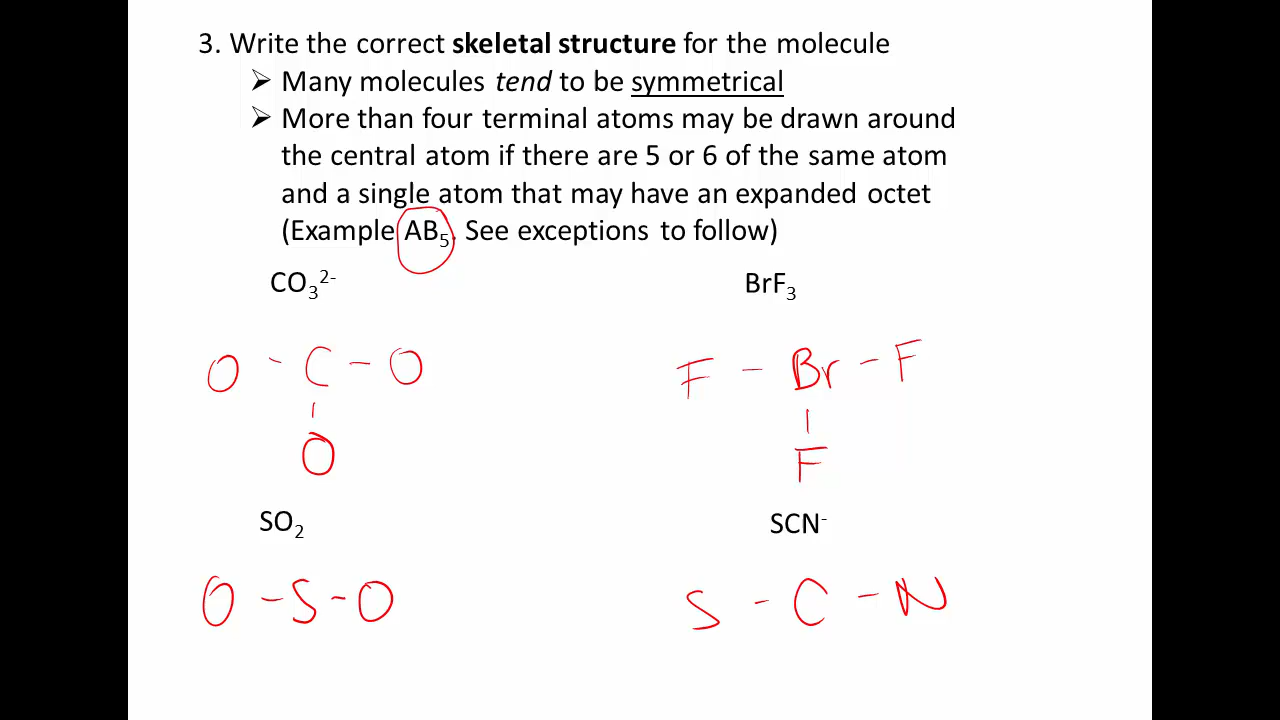 3. Write the correct skeletal structure for the molecule
➢ Many molecules tend to be symmetrical
➢ More than four terminal atoms may be drawn around
the central atom if there are 5 or 6 of the same atom
and a single atom that may have an expanded octet
(Example AB₅. See exceptions to follow)
CO₃²⁻ BrF₃
O - C - O F - Br - F
| |
O F
SO₂ SCN⁻
O - S - O S - C - N